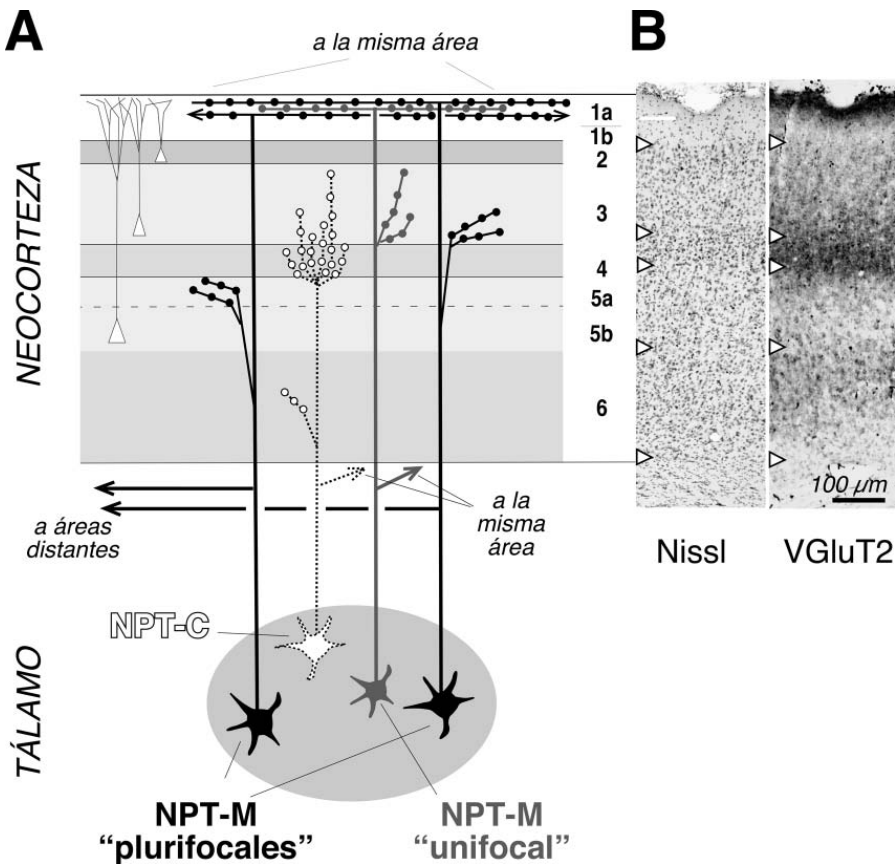 A
B
a la misma área
NEOCORTEZA
1a
1b
2
3
4
5a
5b
6
a áreas
distantes
a la
misma
área
100 µm
Nissl
VGluT2
TÁLAMO
NPT-C
NPT-M
“plurifocales”
NPT-M
“unifocal”